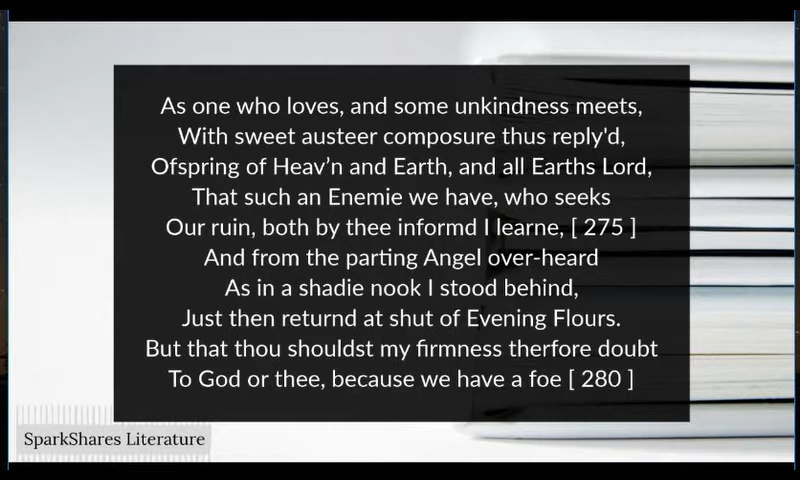 As one who loves, and some unkindness meets,
With sweet austeer composure thus reply'd,
Ofspring of Heav’n and Earth, and all Earths Lord,
That such an Enemie we have, who seeks
Our ruin, both by thee informd I learne, [ 275 ]
And from the parting Angel over-heard
As in a shadie nook I stood behind,
Just then returnd at shut of Evening Flours.
But that thou shouldst my firmness therfore doubt
To God or thee, because we have a foe [ 280 ]
SparkShares Literature